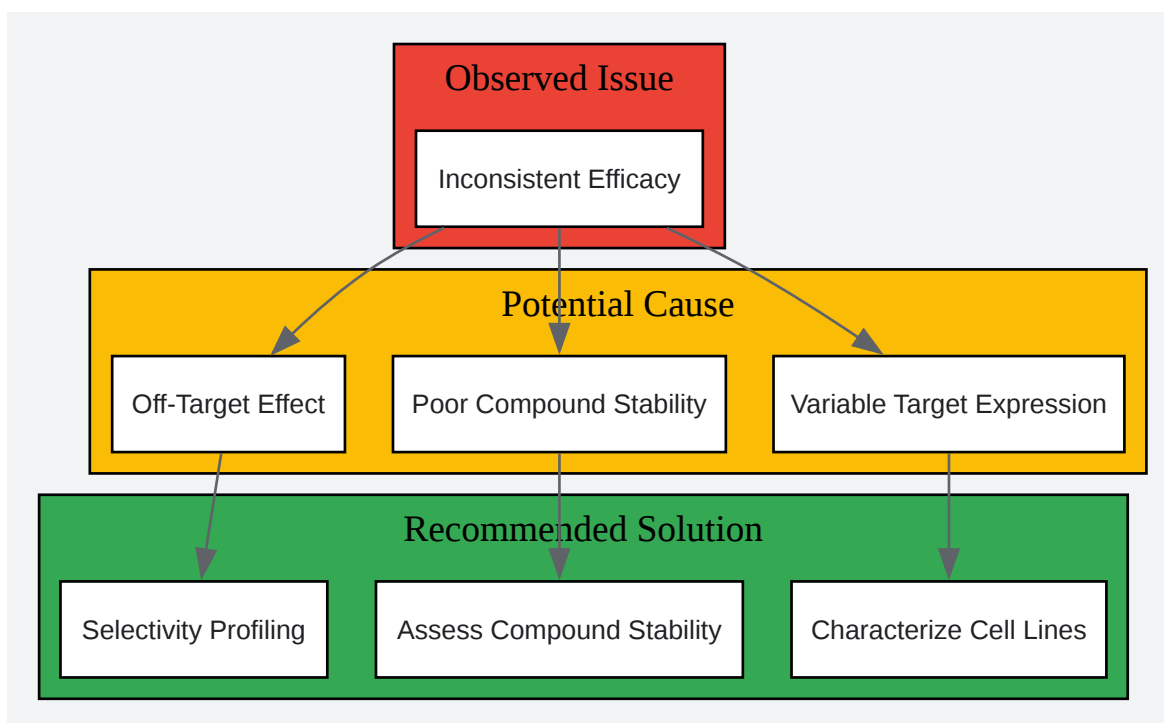 Observed Issue
Inconsistent Efficacy
Potential Cause
Off-Target Effect
Poor Compound Stability
Variable Target Expression
Recommended Solution
Selectivity Profiling
Assess Compound Stability
Characterize Cell Lines